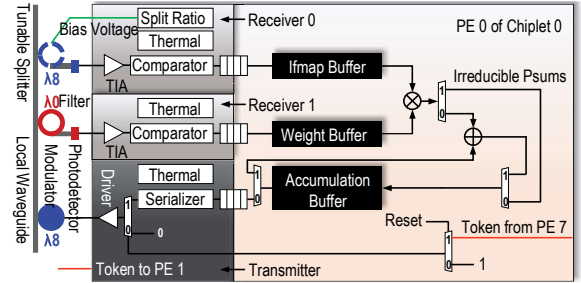 Tunable Splitter
Local Waveguide
Bias Voltage
Split Ratio
Receiver 0
PE 0 of Chiplet 0
Thermal
λ8
TIA
Comparator
Ifmap Buffer
Irreducible Psums
1
0
λ0
Filter
Thermal
Receiver 1
TIA
Comparator
Weight Buffer
Modulator
Photodetector
Driver
Thermal
Serializer
1
0
Accumulation
Buffer
1
0
λ8
1
0
0
Reset
Token from PE 7
1
0
1
Token to PE 1
Transmitter